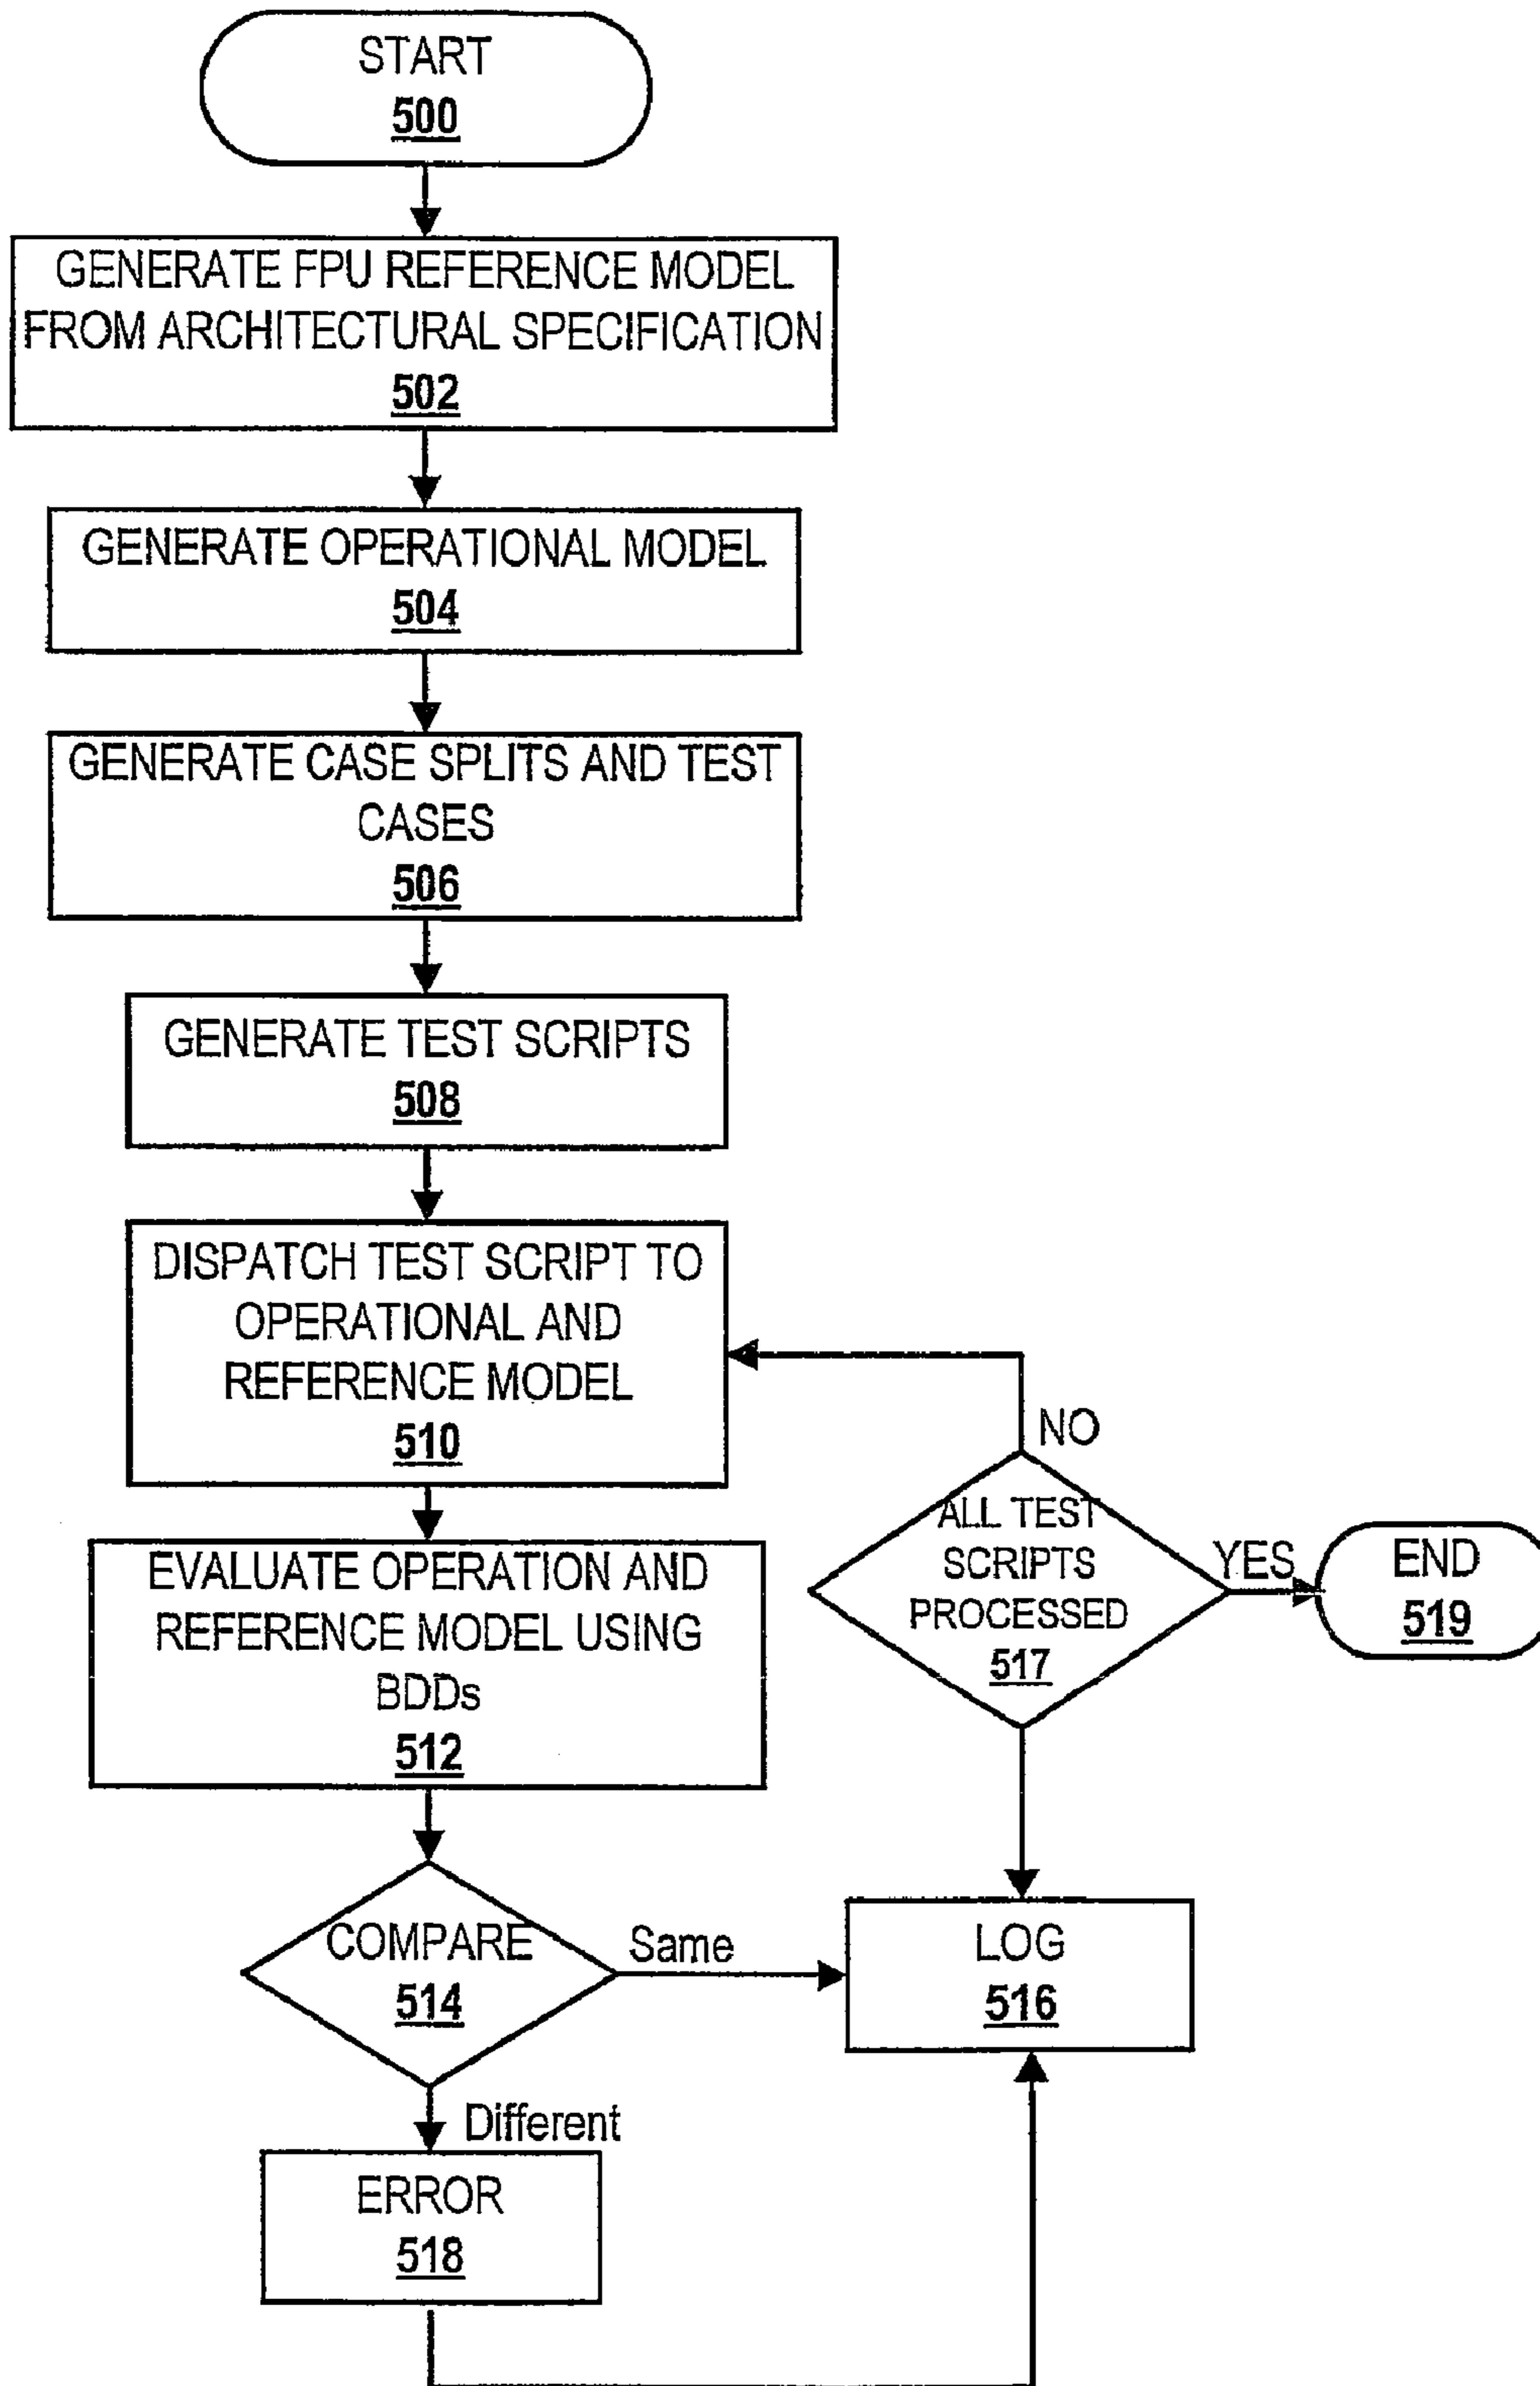 START
500
GENERATE FPU REFERENCE MODEL
FROM ARCHITECTURAL SPECIFICATION
502
GENERATE OPERATIONAL MODEL
504
GENERATE CASE SPLITS AND TEST
CASES
506
GENERATE TEST SCRIPTS
508
DISPATCH TEST SCRIPT TO
OPERATIONAL AND
REFERENCE MODEL
510
EVALUATE OPERATION AND
REFERENCE MODEL USING
BDDs
512
COMPARE
514
Same
Different
ERROR
518
LOG
516
ALL TEST
SCRIPTS
PROCESSED
517
NO
YES
END
519